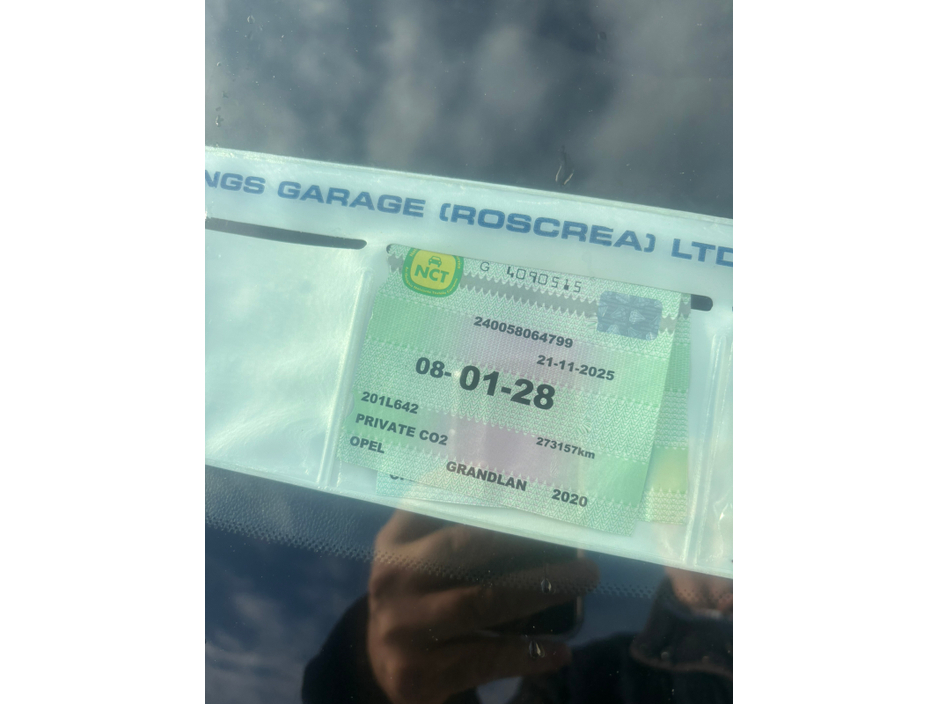 NGS GARAGE (ROSCREA) LTD
NCT
G 4090515
240058064799
21-11-2025
08-01-28
201L642
PRIVATE CO2
273157km
OPEL
GRANDLAN 2020